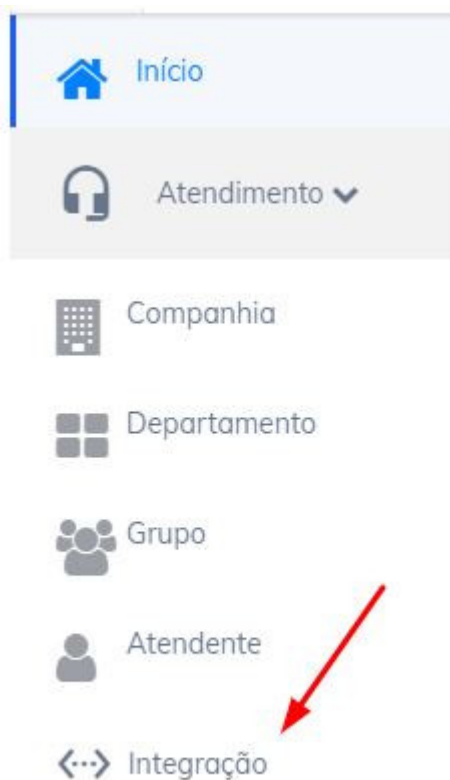 Início
Atendimento
Companhia
Departamento
Grupo
Atendente
Integração